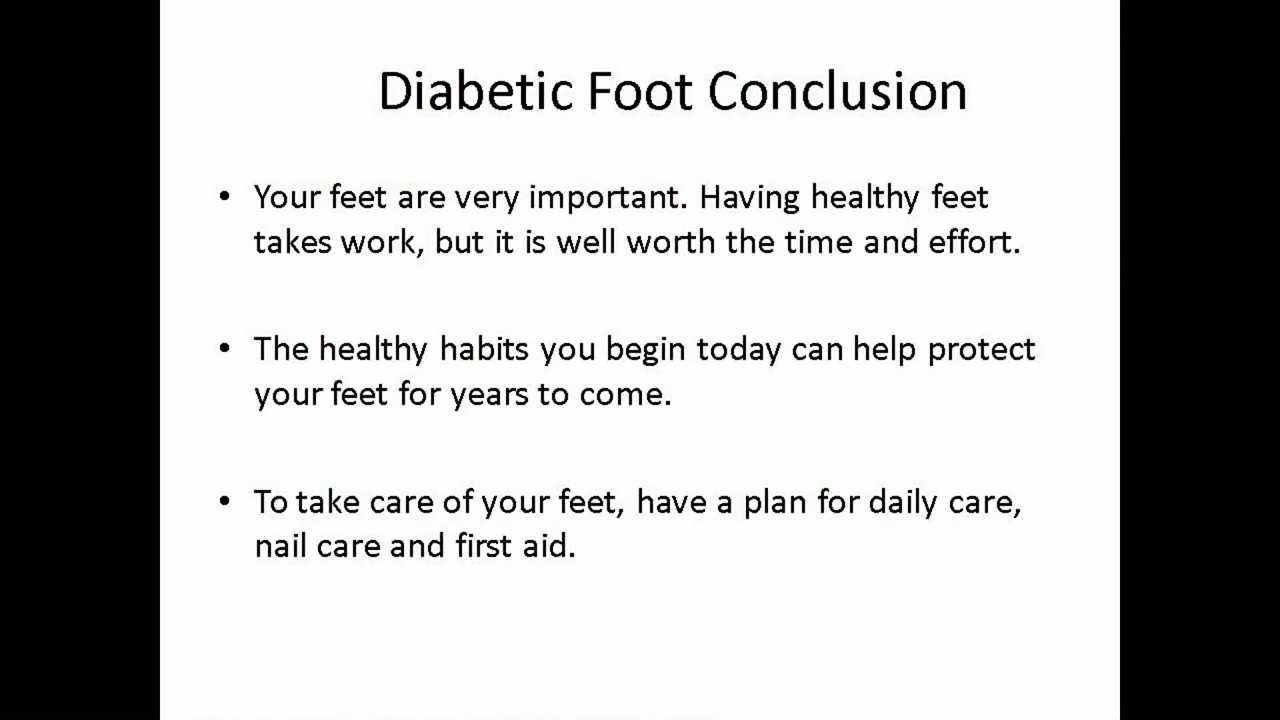 Diabetic Foot Conclusion
• Your feet are very important. Having healthy feet
takes work, but it is well worth the time and effort.
• The healthy habits you begin today can help protect
your feet for years to come.
• To take care of your feet, have a plan for daily care,
nail care and first aid.